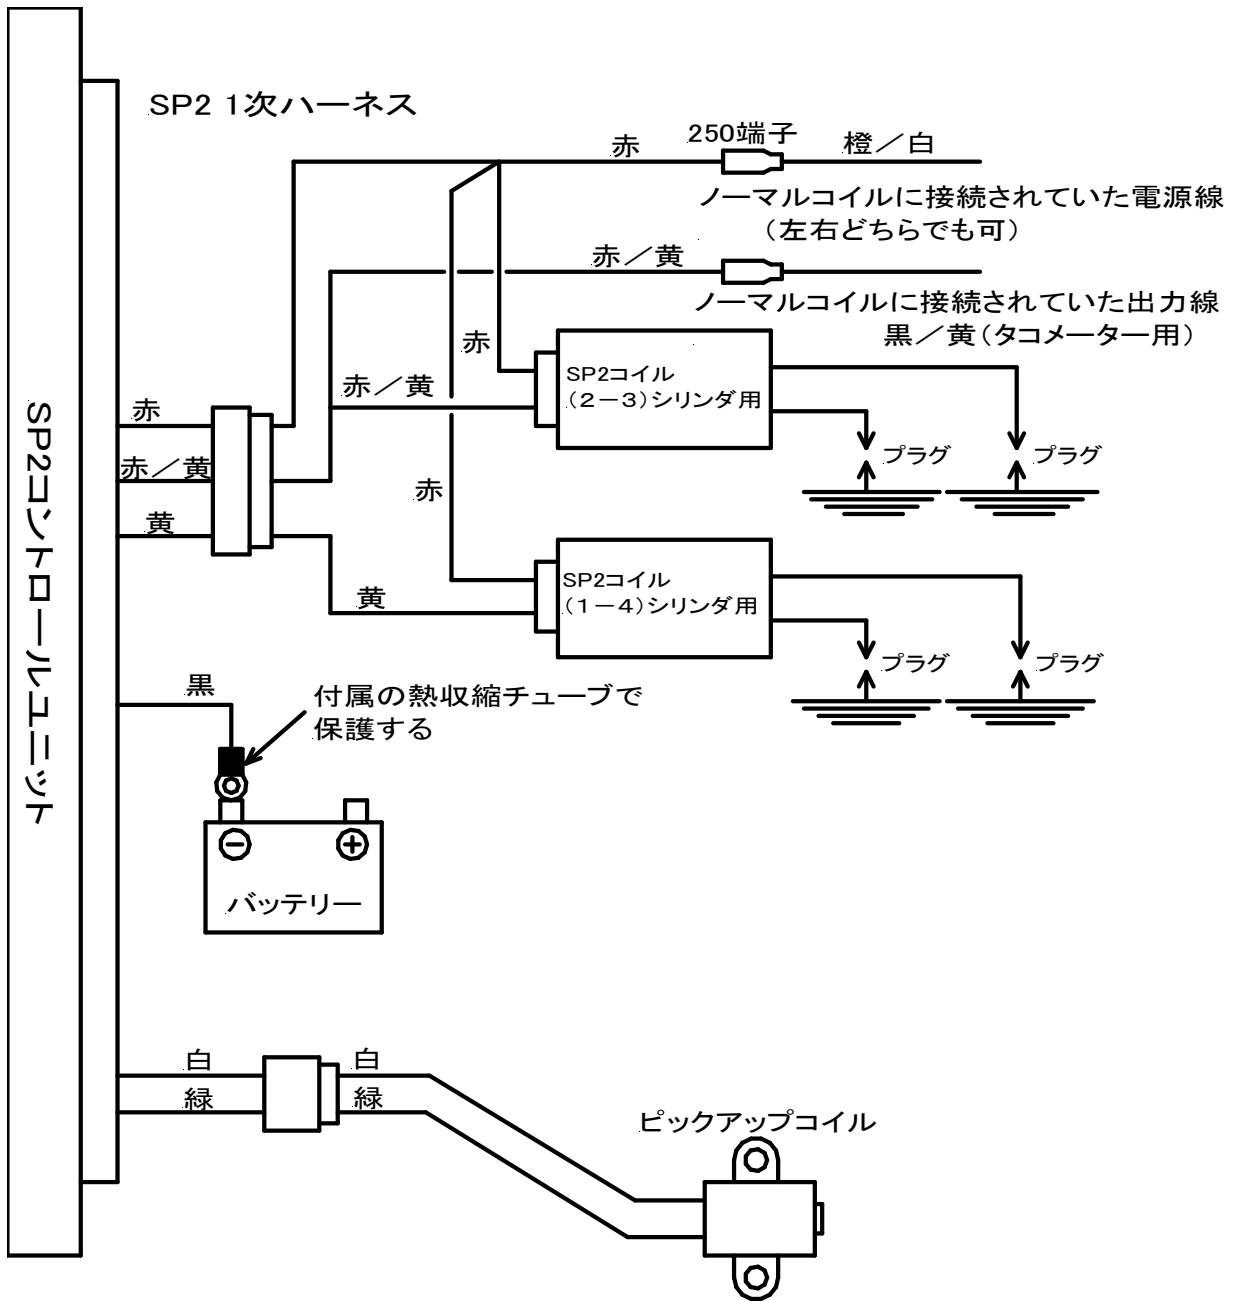 SP2 1次ハーネス
250端子
赤
橙／白
ノーマルコイルに接続されていた電源線
（左右どちらでも可）
赤／黄
ノーマルコイルに接続されていた出力線
黒／黄（タコメーター用）
赤
SP2コイル
（2－3）シリンダ用
赤／黄
プラグ
プラグ
赤
赤／黄
黄
赤
SP2コイル
（1－4）シリンダ用
黄
プラグ
プラグ
SP2コントロールユニット
黒
付属の熱収縮チューブで
保護する
－
＋
バッテリー
白
緑
白
緑
ピックアップコイル